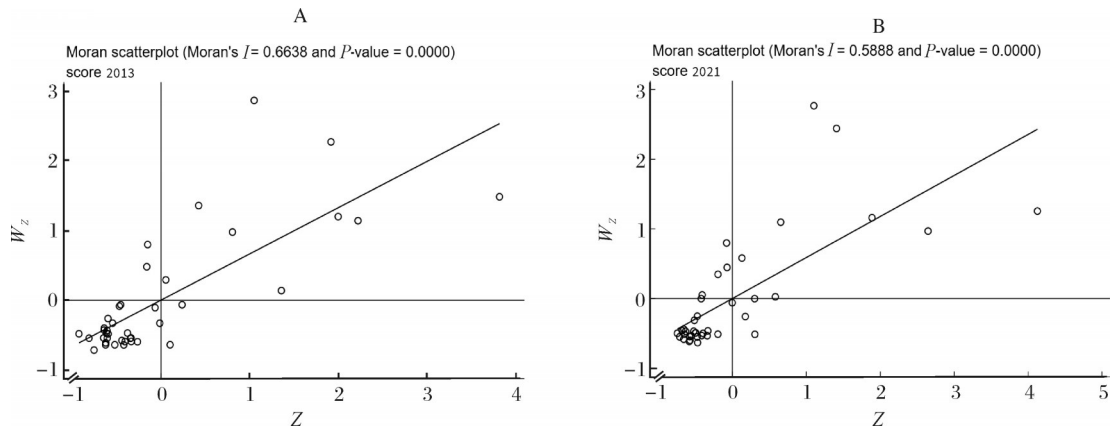 A
Moran scatterplot (Moran's I = 0.6638 and P-value = 0.0000)
score 2013
3
2
1
0
−1
W_Z
−1 0 1 2 3 4
Z
B
Moran scatterplot (Moran's I = 0.5888 and P-value = 0.0000)
score 2021
3
2
1
0
−1
W_Z
−1 0 1 2 3 4 5
Z